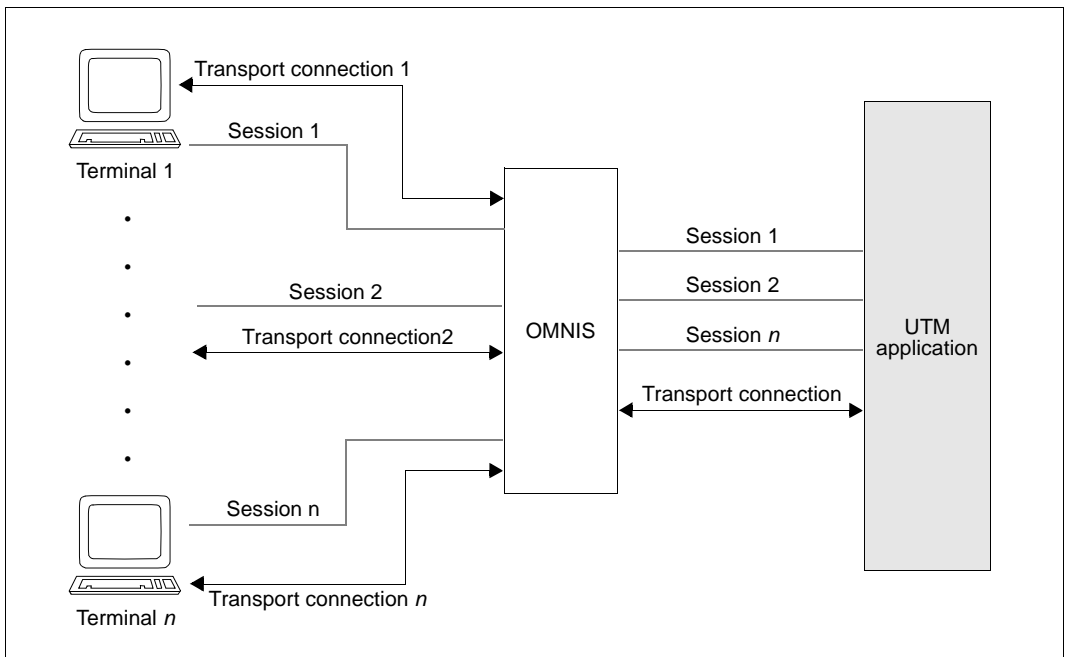 Transport connection 1
Session 1
Terminal 1
Session 2
Transport connection2
Session n
Transport connection n
Terminal n
OMNIS
Session 1
Session 2
Session n
Transport connection
UTM
application